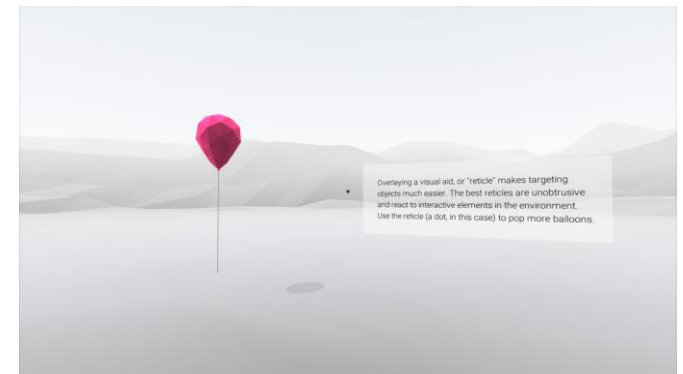 Overlaying a visual aid, or "reticle" makes targeting
objects much easier. The best reticles are unobtrusive
and react to interactive elements in the environment.
Use the reticle (a dot, in this case) to pop more balloons.